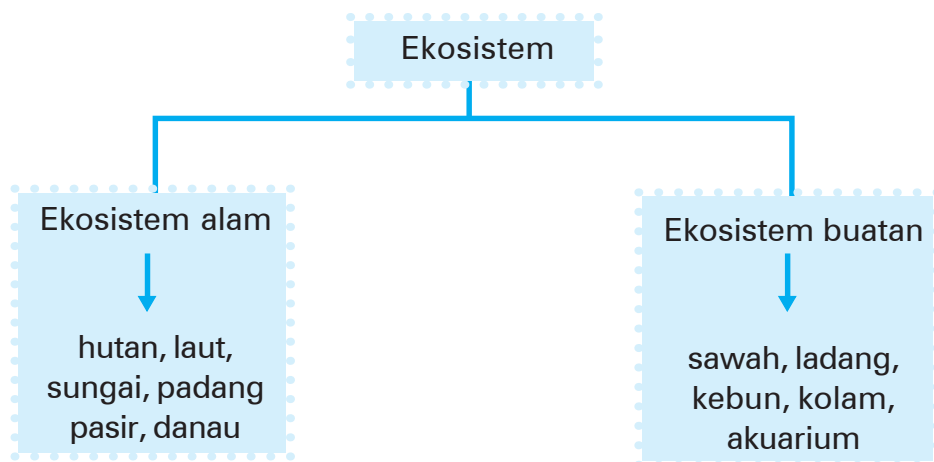 Ekosistem
Ekosistem alam
hutan, laut,
sungai, padang
pasir, danau
Ekosistem buatan
sawah, ladang,
kebun, kolam,
akuarium